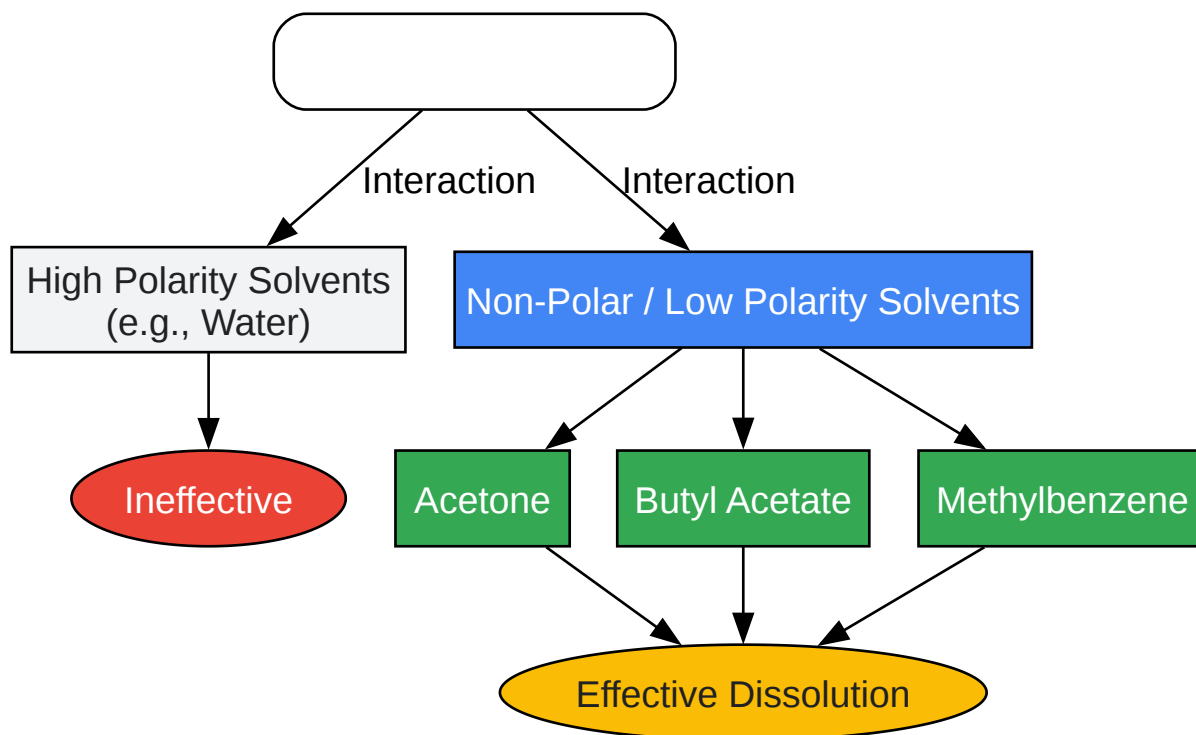 Interaction
Interaction
High Polarity Solvents
(e.g., Water)
Non-Polar / Low Polarity Solvents
Ineffective
Acetone
Butyl Acetate
Methylbenzene
Effective Dissolution